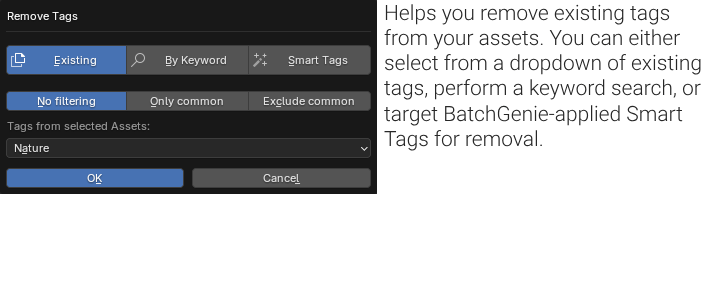 Remove Tags
Existing
By Keyword
Smart Tags
No filtering
Only common
Exclude common
Tags from selected Assets:
Nature
OK
Cancel
Helps you remove existing tags
from your assets. You can either
select from a dropdown of existing
tags, perform a keyword search, or
target BatchGenie-applied Smart
Tags for removal.